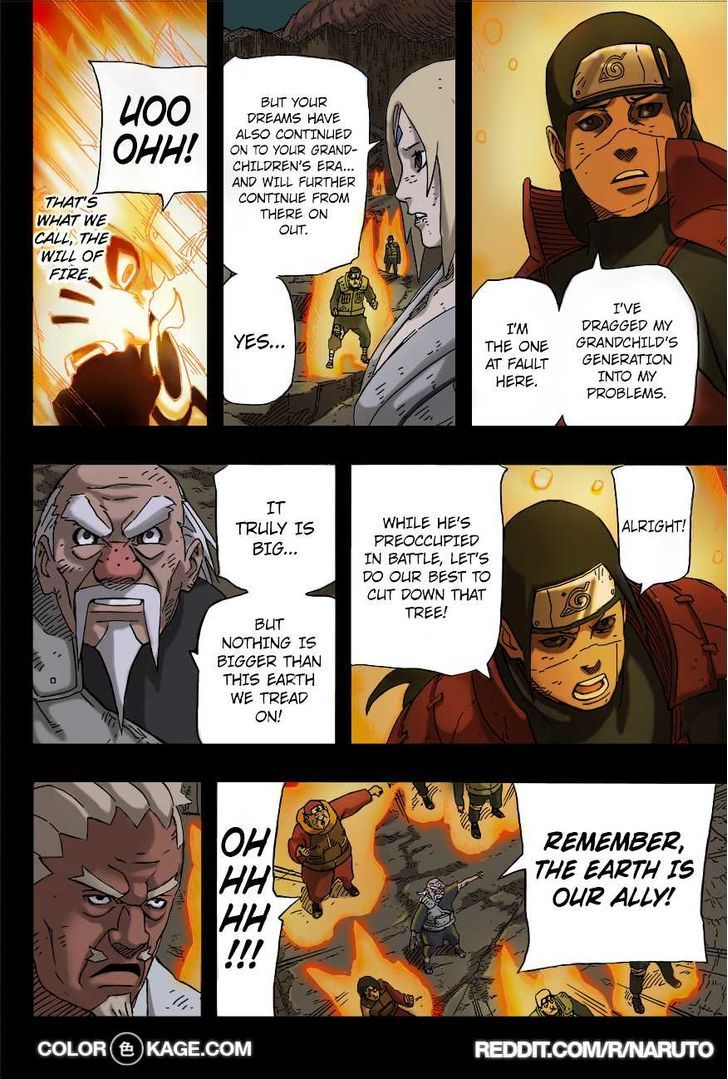 I'VE
DRAGGED MY
GRANDCHILD'S
GENERATION
INTO MY
PROBLEMS.
I'M
THE ONE
AT FAULT
HERE.
BUT YOUR
DREAMS HAVE
ALSO CONTINUED
ON TO YOUR GRAND-
CHILDREN'S ERA...
AND WILL FURTHER
CONTINUE FROM
THERE ON
OUT.
YES...
UOO
OHH!
THAT'S
WHAT WE
CALL, THE
WILL OF
FIRE.
ALRIGHT!
WHILE HE'S
PREOCCUPIED
IN BATTLE, LET'S
DO OUR BEST TO
CUT DOWN THAT
TREE!
IT
TRULY IS
BIG...
BUT
NOTHING IS
BIGGER THAN
THIS EARTH
WE TREAD
ON!
REMEMBER,
THE EARTH IS
OUR ALLY!
OH
HH
HH
!!!
COLOR 色 KAGE.COM
REDDIT.COM/R/NARUTO